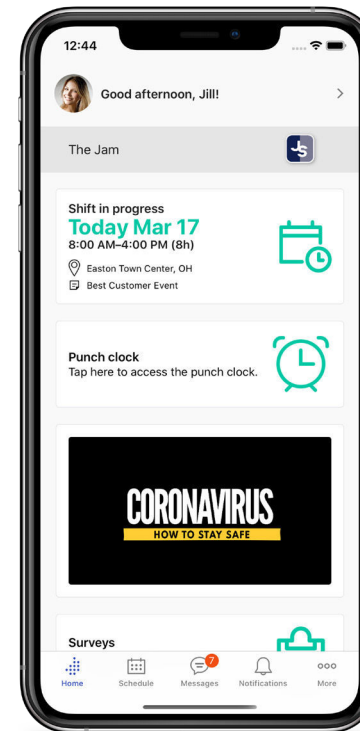 12:44
Good afternoon, Jill!
The Jam
JS
Shift in progress
Today Mar 17
8:00 AM–4:00 PM (8h)
Easton Town Center, OH
Best Customer Event
Punch clock
Tap here to access the punch clock.
CORONAVIRUS
HOW TO STAY SAFE
Surveys
7
Home
Schedule
Messages
Notifications
More